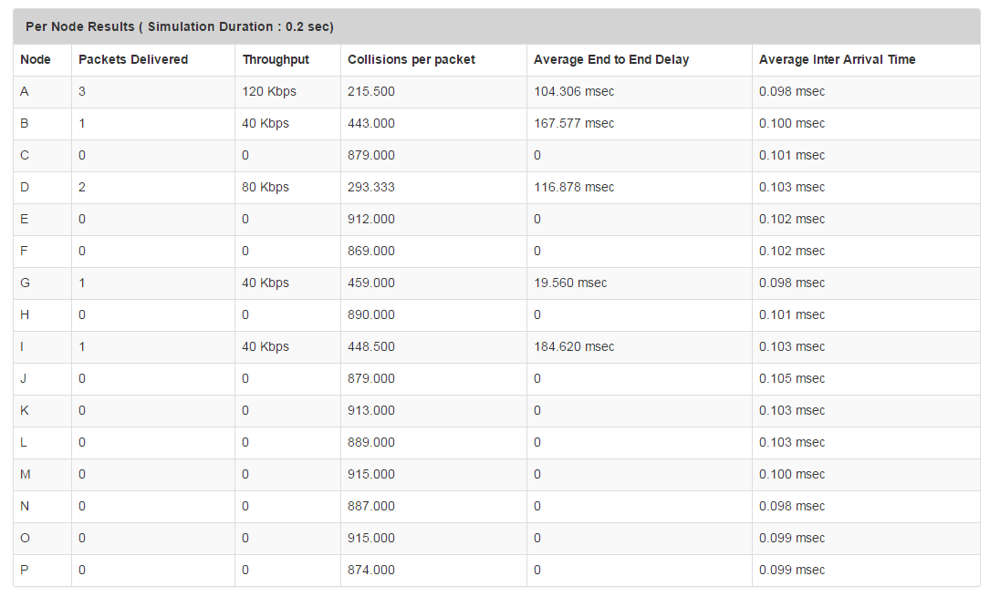 Per Node Results ( Simulation Duration : 0.2 sec)
Node Packets Delivered Throughput Collisions per packet Average End to End Delay Average Inter Arrival Time
A 3 120 Kbps 215.500 104.306 msec 0.098 msec
B 1 40 Kbps 443.000 167.577 msec 0.100 msec
C 0 0 879.000 0 0.101 msec
D 2 80 Kbps 293.333 116.878 msec 0.103 msec
E 0 0 912.000 0 0.102 msec
F 0 0 869.000 0 0.102 msec
G 1 40 Kbps 459.000 19.560 msec 0.098 msec
H 0 0 890.000 0 0.101 msec
I 1 40 Kbps 448.500 184.620 msec 0.103 msec
J 0 0 879.000 0 0.105 msec
K 0 0 913.000 0 0.103 msec
L 0 0 889.000 0 0.103 msec
M 0 0 915.000 0 0.100 msec
N 0 0 887.000 0 0.098 msec
O 0 0 915.000 0 0.099 msec
P 0 0 874.000 0 0.099 msec